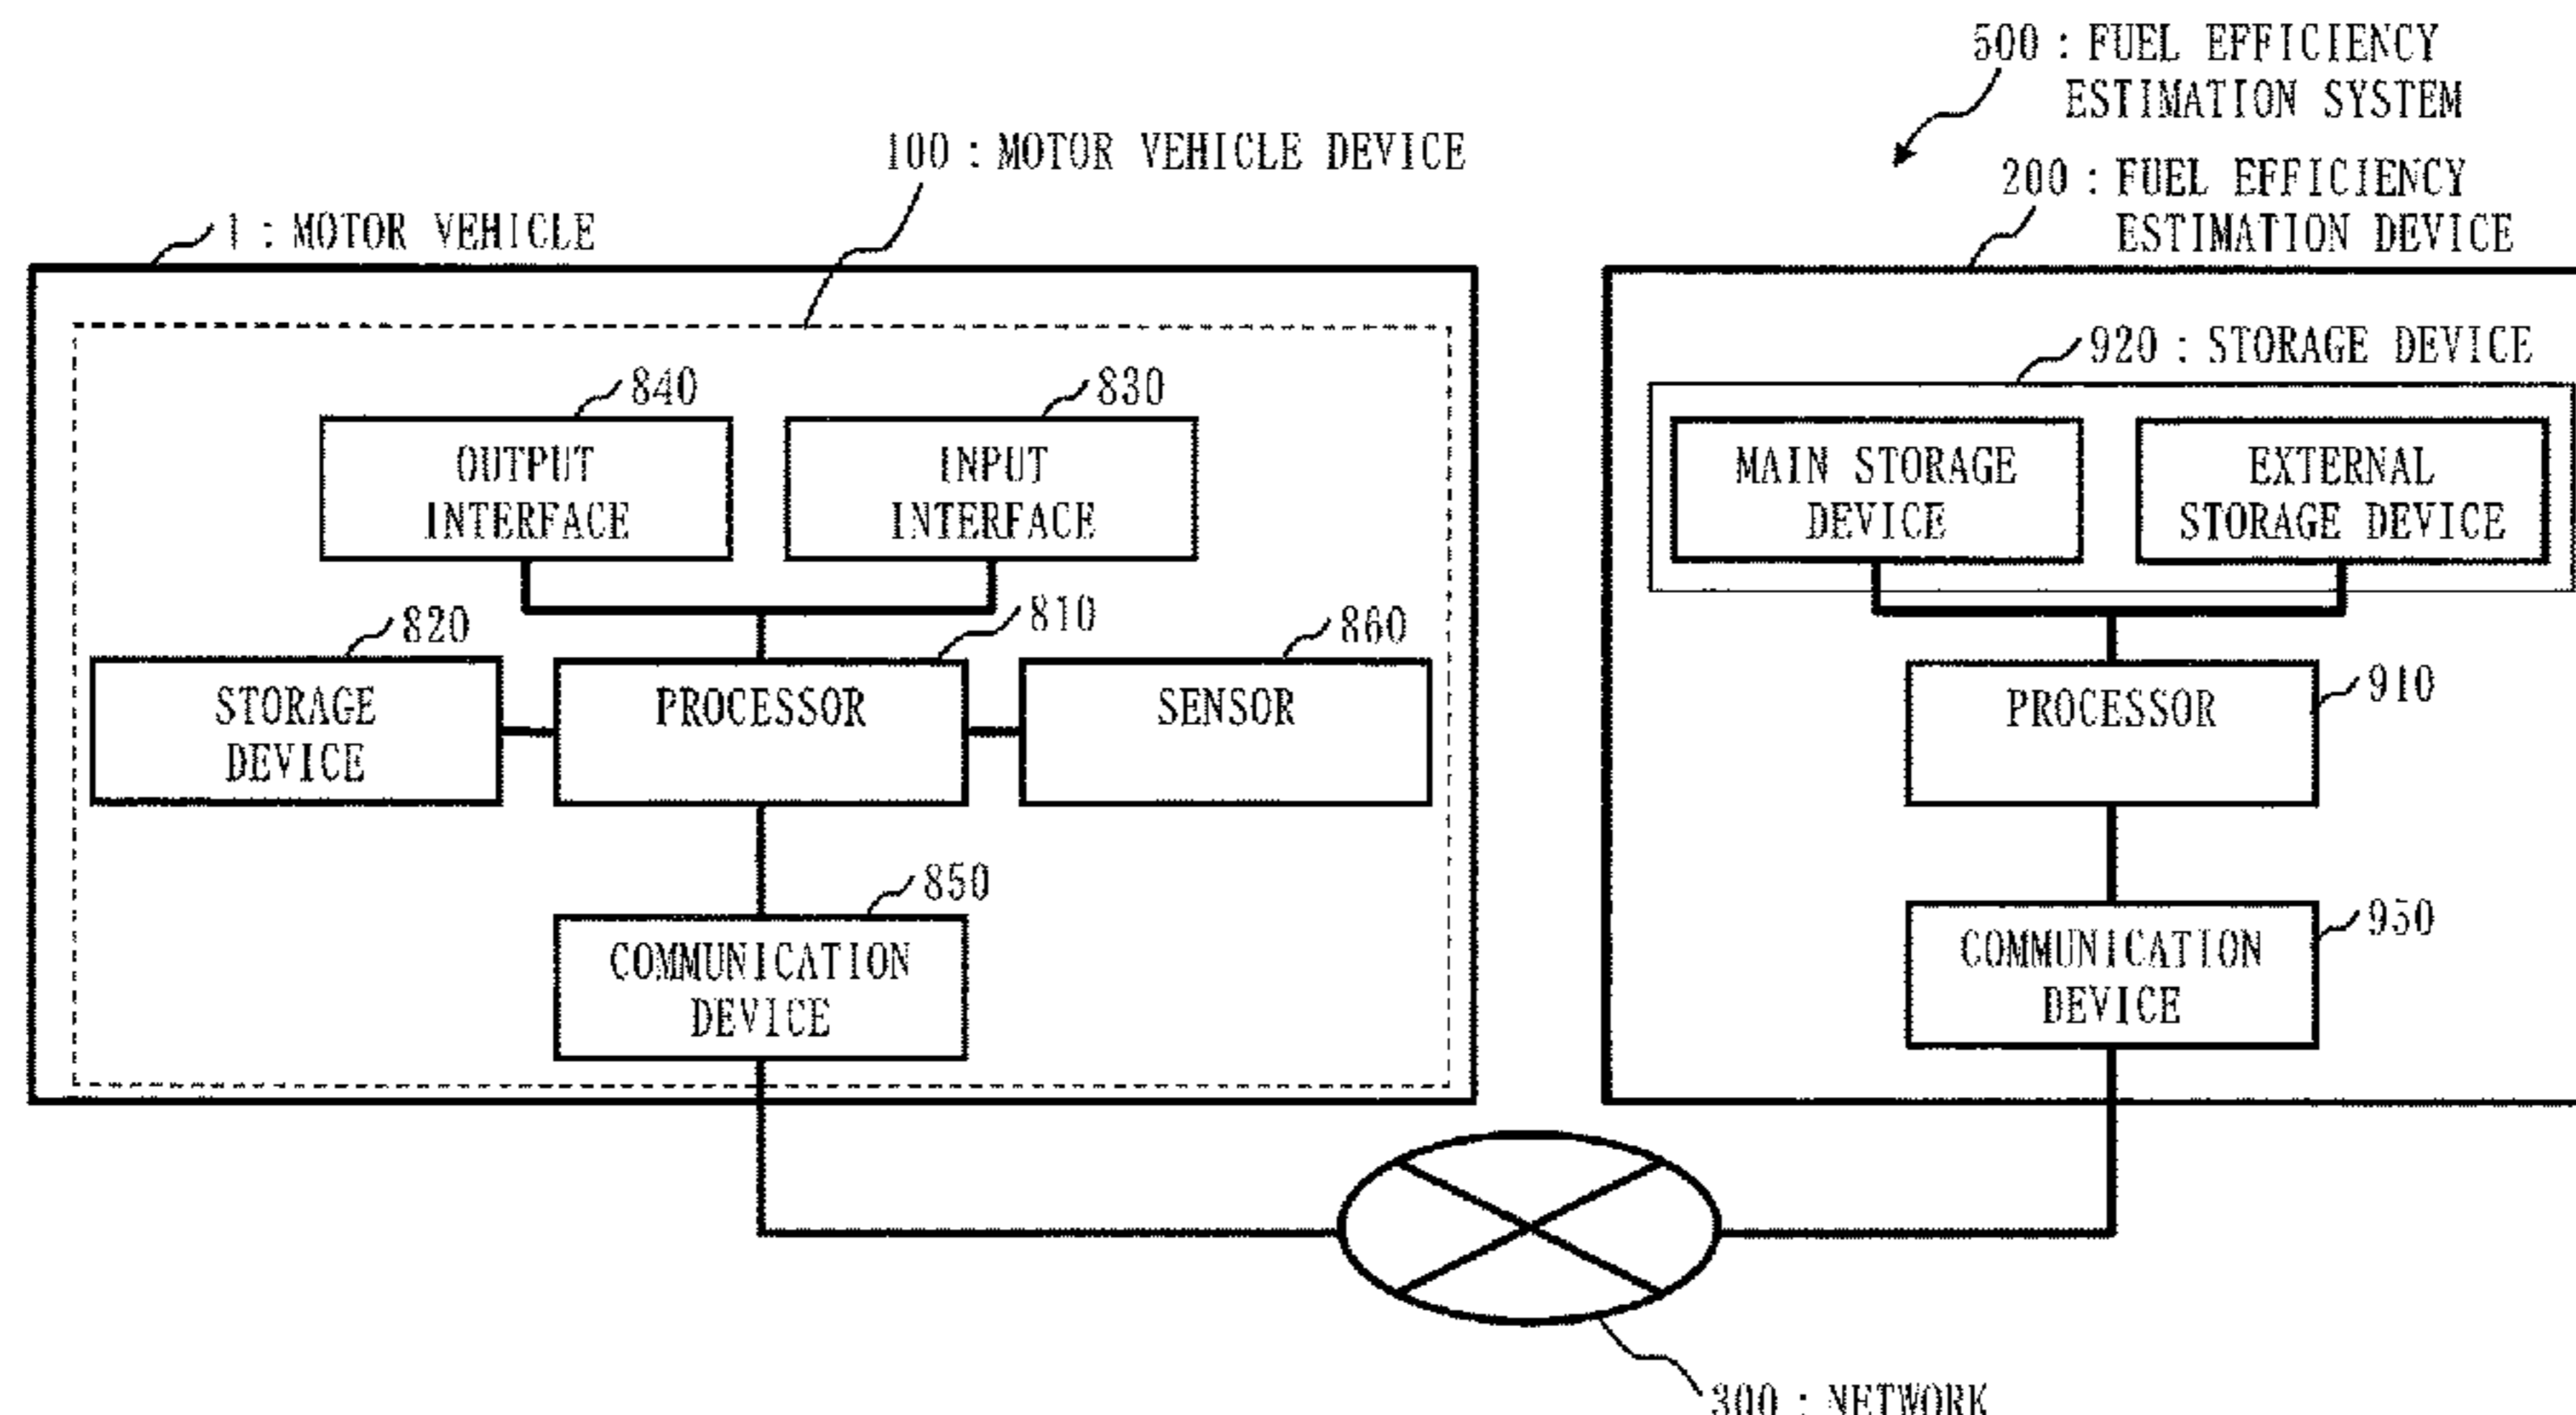 500 : FUEL EFFICIENCY
ESTIMATION SYSTEM
100 : MOTOR VEHICLE DEVICE
200 : FUEL EFFICIENCY
ESTIMATION DEVICE
1 : MOTOR VEHICLE
920 : STORAGE DEVICE
840
830
OUTPUT
INTERFACE
INPUT
INTERFACE
MAIN STORAGE
DEVICE
EXTERNAL
STORAGE DEVICE
820
810
860
STORAGE
DEVICE
PROCESSOR
SENSOR
910
PROCESSOR
850
COMMUNICATION
DEVICE
950
COMMUNICATION
DEVICE
300 : NETWORK